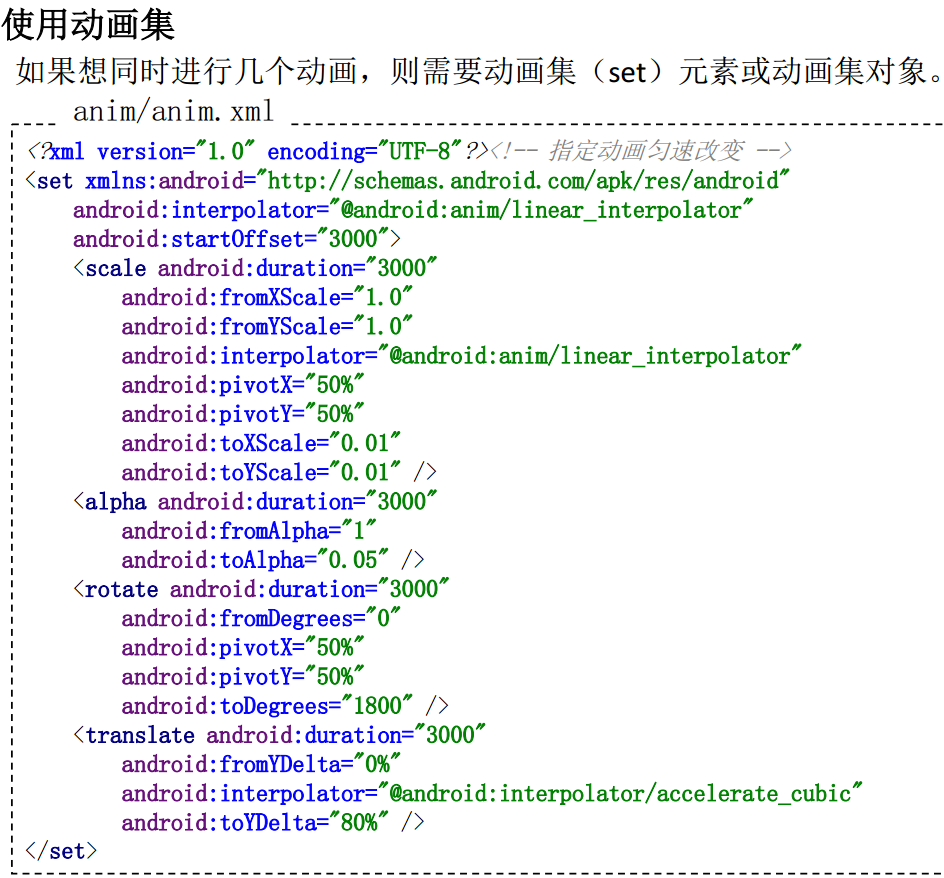 使用动画集
如果想同时进行几个动画，则需要动画集（set）元素或动画集对象。
anim/anim.xml
<?xml version="1.0" encoding="UTF-8"?><!-- 指定动画匀速改变 -->
<set xmlns:android="http://schemas.android.com/apk/res/android"
android:interpolator="@android:anim/linear_interpolator"
android:startOffset="3000">
<scale android:duration="3000"
android:fromXScale="1.0"
android:fromYScale="1.0"
android:interpolator="@android:anim/linear_interpolator"
android:pivotX="50%"
android:pivotY="50%"
android:toXScale="0.01"
android:toYScale="0.01" />
<alpha android:duration="3000"
android:fromAlpha="1"
android:toAlpha="0.05" />
<rotate android:duration="3000"
android:fromDegrees="0"
android:pivotX="50%"
android:pivotY="50%"
android:toDegrees="1800" />
<translate android:duration="3000"
android:fromYDelta="0%"
android:interpolator="@android:interpolator/accelerate_cubic"
android:toYDelta="80%" />
</set>